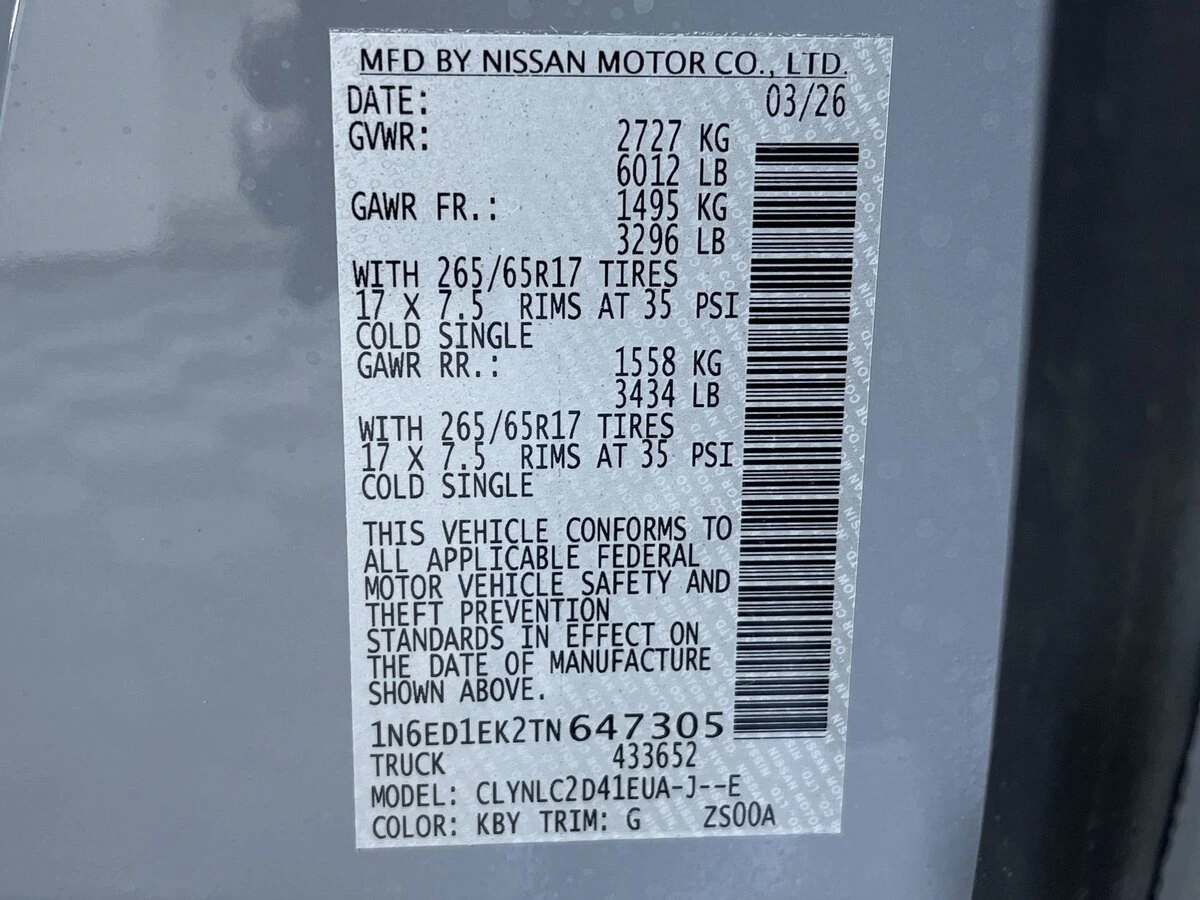 MFD BY NISSAN MOTOR CO., LTD.
DATE: 03/26
GVWR: 2727 KG
6012 LB
GAWR FR.: 1495 KG
3296 LB
WITH 265/65R17 TIRES
17 X 7.5 RIMS AT 35 PSI
COLD SINGLE
GAWR RR.: 1558 KG
3434 LB
WITH 265/65R17 TIRES
17 X 7.5 RIMS AT 35 PSI
COLD SINGLE
THIS VEHICLE CONFORMS TO
ALL APPLICABLE FEDERAL
MOTOR VEHICLE SAFETY AND
THEFT PREVENTION
STANDARDS IN EFFECT ON
THE DATE OF MANUFACTURE
SHOWN ABOVE.
1N6ED1EK2TN647305
TRUCK 433652
MODEL: CLYNLC2D41EUA-J--E
COLOR: KBY TRIM: G ZS00A